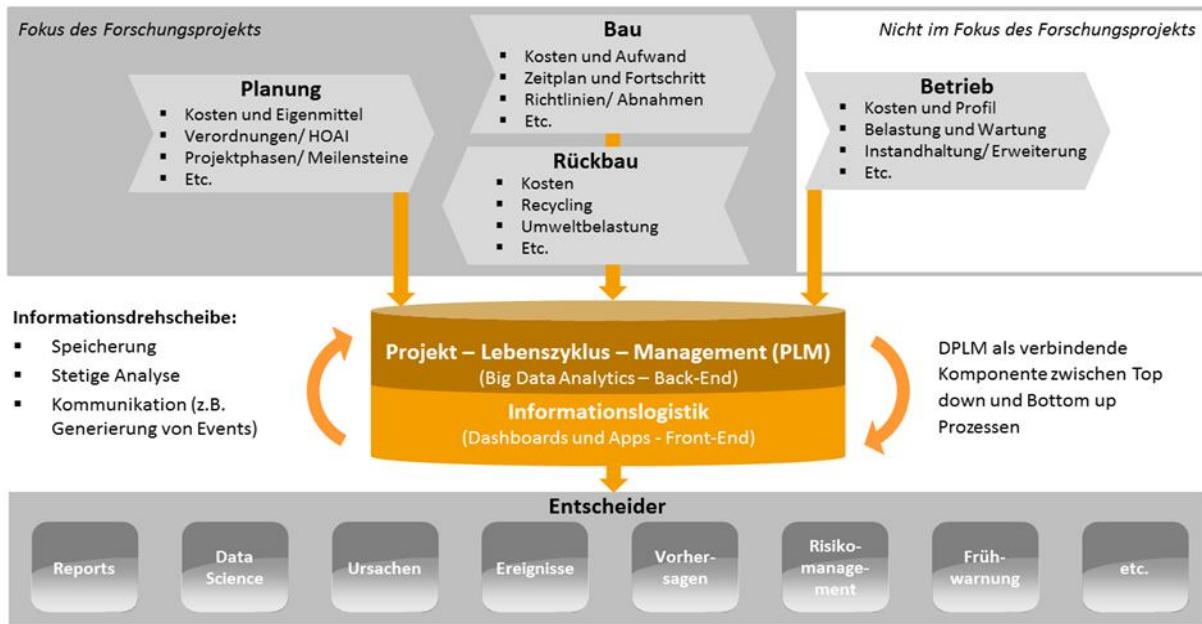 Fokus des Forschungsprojekts
Nicht im Fokus des Forschungsprojekts
Planung
▪ Kosten und Eigenmittel
▪ Verordnungen/ HOAI
▪ Projektphasen/ Meilensteine
▪ Etc.
Bau
▪ Kosten und Aufwand
▪ Zeitplan und Fortschritt
▪ Richtlinien/ Abnahmen
▪ Etc.
Rückbau
▪ Kosten
▪ Recycling
▪ Umweltbelastung
▪ Etc.
Betrieb
▪ Kosten und Profil
▪ Belastung und Wartung
▪ Instandhaltung/ Erweiterung
▪ Etc.
Informationsdrehscheibe:
▪ Speicherung
▪ Stetige Analyse
▪ Kommunikation (z.B.
Generierung von Events)
Projekt – Lebenszyklus – Management (PLM)
(Big Data Analytics – Back-End)
Informationslogistik
(Dashboards und Apps - Front-End)
DPLM als verbindende
Komponente zwischen Top
down und Bottom up
Prozessen
Entscheider
Reports
Data
Science
Ursachen
Ereignisse
Vorher-
sagen
Risiko-
manage-
ment
Früh-
warnung
etc.